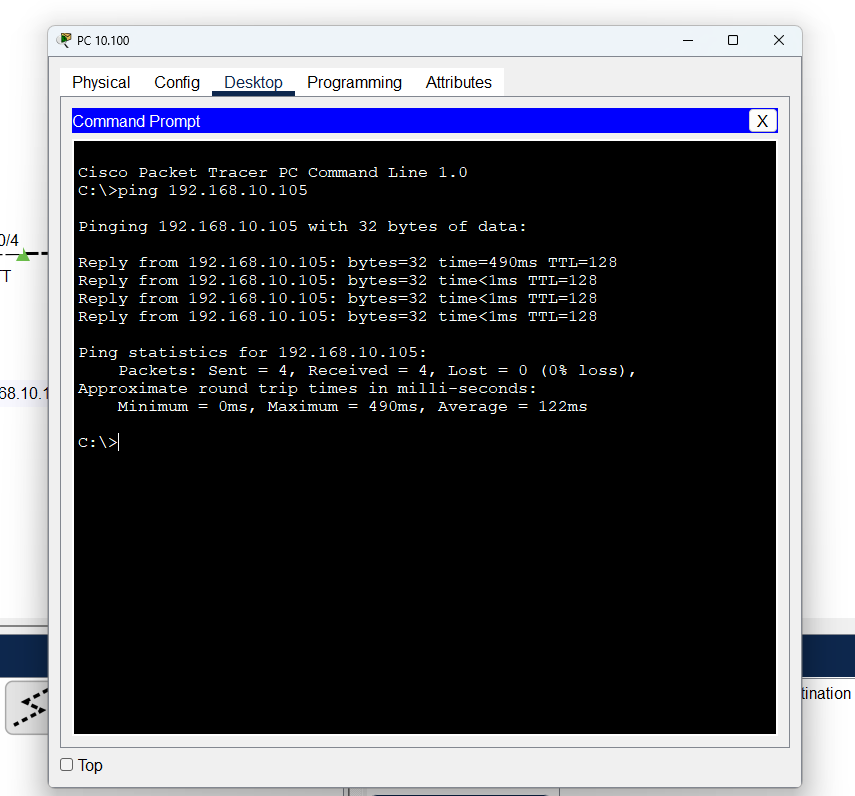 PC 10.100
Physical Config Desktop Programming Attributes
Command Prompt
X
Cisco Packet Tracer PC Command Line 1.0
C:\>ping 192.168.10.105
Pinging 192.168.10.105 with 32 bytes of data:
Reply from 192.168.10.105: bytes=32 time=490ms TTL=128
Reply from 192.168.10.105: bytes=32 time<1ms TTL=128
Reply from 192.168.10.105: bytes=32 time<1ms TTL=128
Reply from 192.168.10.105: bytes=32 time<1ms TTL=128
Ping statistics for 192.168.10.105:
Packets: Sent = 4, Received = 4, Lost = 0 (0% loss),
Approximate round trip times in milli-seconds:
Minimum = 0ms, Maximum = 490ms, Average = 122ms
C:\>
Top
0/4
T
68.10.1
tination